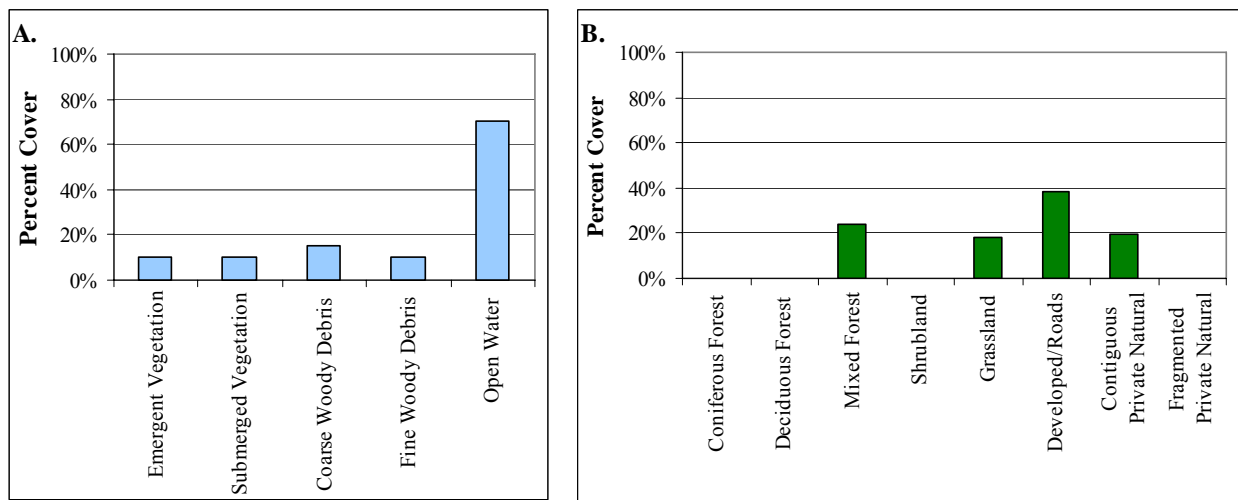 A.
Percent Cover
100%
80%
60%
40%
20%
0%
Emergent Vegetation
Submerged Vegetation
Coarse Woody Debris
Fine Woody Debris
Open Water
B.
Percent Cover
100%
80%
60%
40%
20%
0%
Coniferous Forest
Deciduous Forest
Mixed Forest
Shrubland
Grassland
Developed/Roads
Contiguous
Private Natural
Fragmented
Private Natural